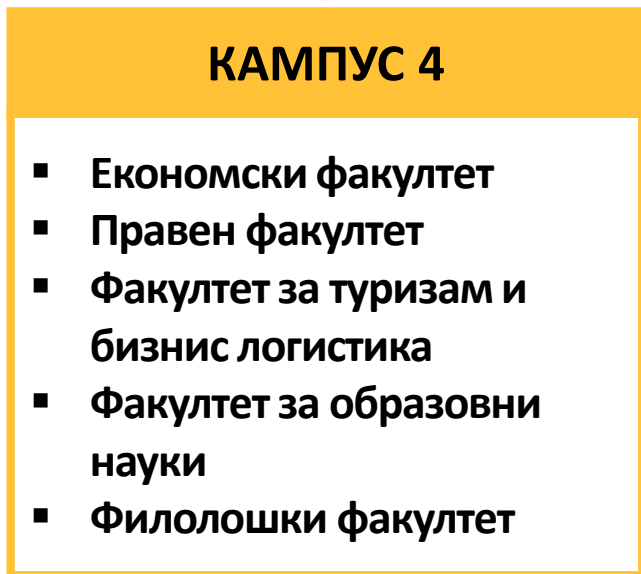 КАМПУС 4
▪ Економски факултет
▪ Правен факултет
▪ Факултет за туризам и
бизнис логистика
▪ Факултет за образовни
науки
▪ Филолошки факултет